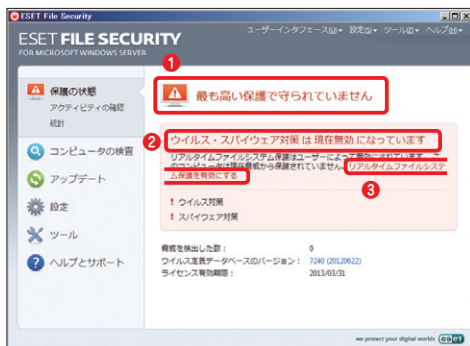 ESET File Security
ESET FILE SECURITY
FOR MICROSOFT WINDOWS SERVER
ユーザーインタフェース(U)▾ 設定(S)▾ ツール(T)▾ ヘルプ(H)▾
1
保護の状態
アクティビティの確認
統計
コンピュータの検査
アップデート
設定
ツール
ヘルプとサポート
最も高い保護で守られていません
2
ウイルス・スパイウェア対策 は 現在無効 になっています
リアルタイムファイルシステム保護はユーザーによって無効にされています。こ
のコンピュータは現在脅威から保護されていません。リアルタイムファイルシステ
ム保護を有効にする
3
! ウイルス対策
! スパイウェア対策
脅威を検出した数： 0
ウイルス定義データベースのバージョン： 7240 (20120622)
ライセンス有効期限： 2013/03/31
we protect your digital worlds eset